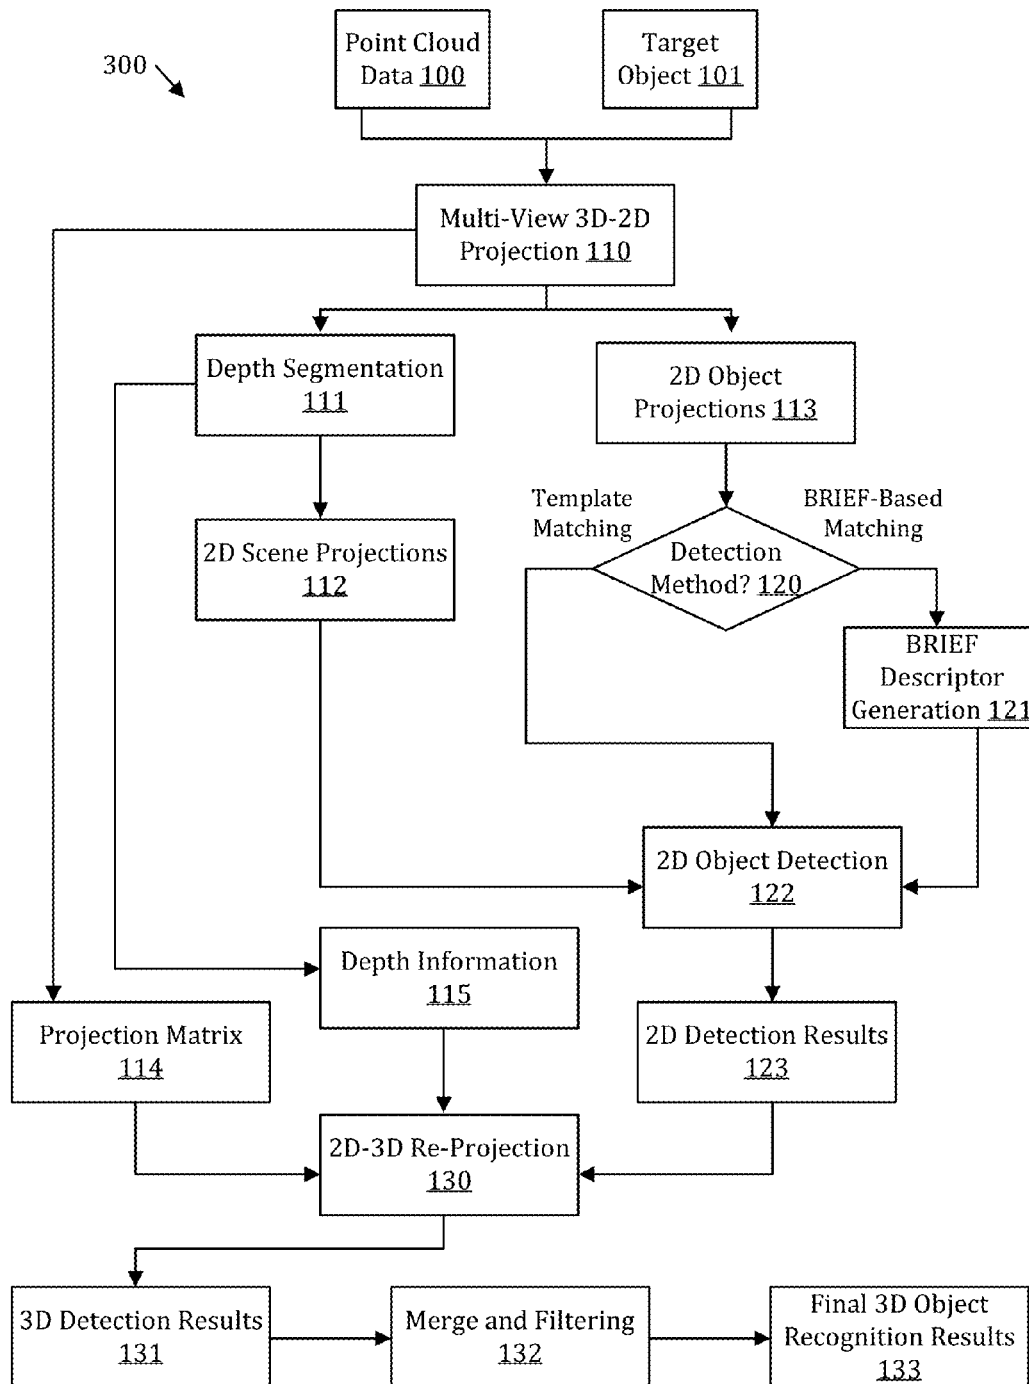 300
Point Cloud
Data 100
Target
Object 101
Multi-View 3D-2D
Projection 110
Depth Segmentation
111
2D Object
Projections 113
Template
Matching
BRIEF-Based
Matching
2D Scene Projections
112
Detection
Method? 120
BRIEF
Descriptor
Generation 121
2D Object Detection
122
Depth Information
115
Projection Matrix
114
2D Detection Results
123
2D-3D Re-Projection
130
3D Detection Results
131
Merge and Filtering
132
Final 3D Object
Recognition Results
133